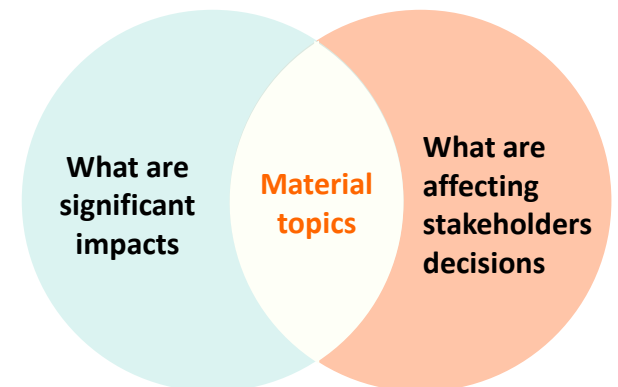 What are
significant
impacts
Material
topics
What are
affecting
stakeholders
decisions